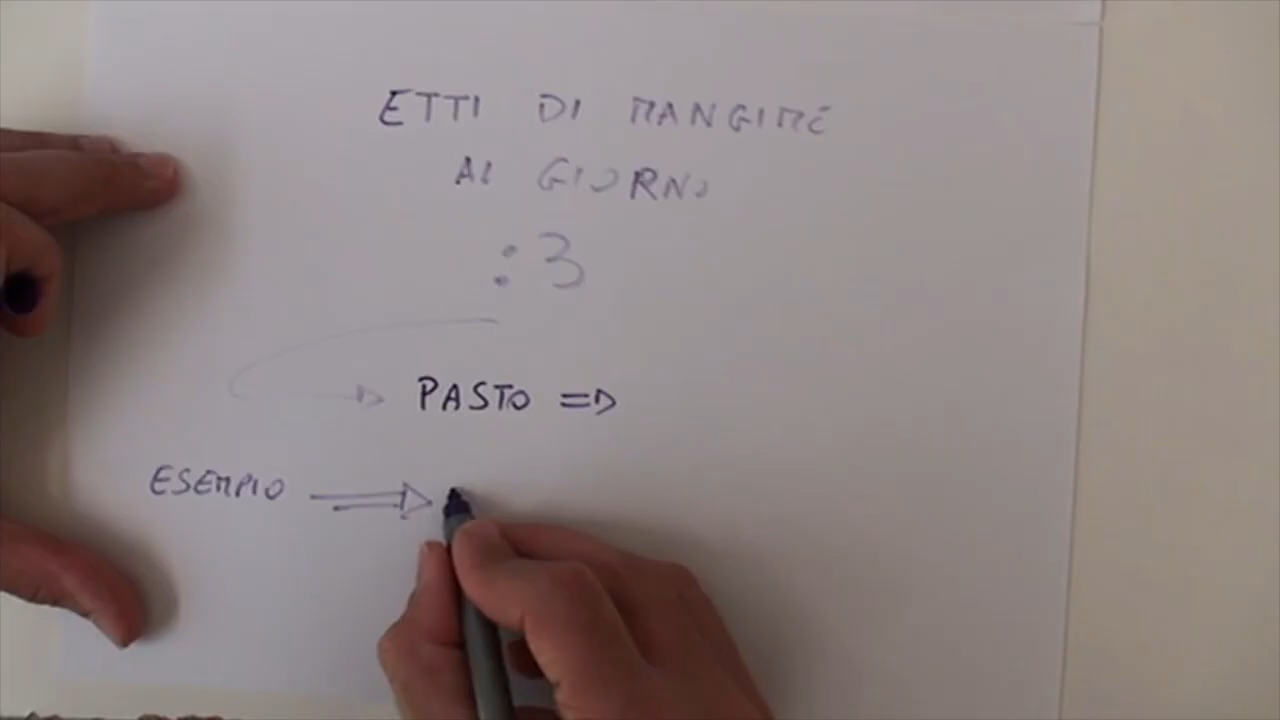 ETTI DI MANGIME
AL GIORNO
:3
PASTO =>
ESEMPIO =>